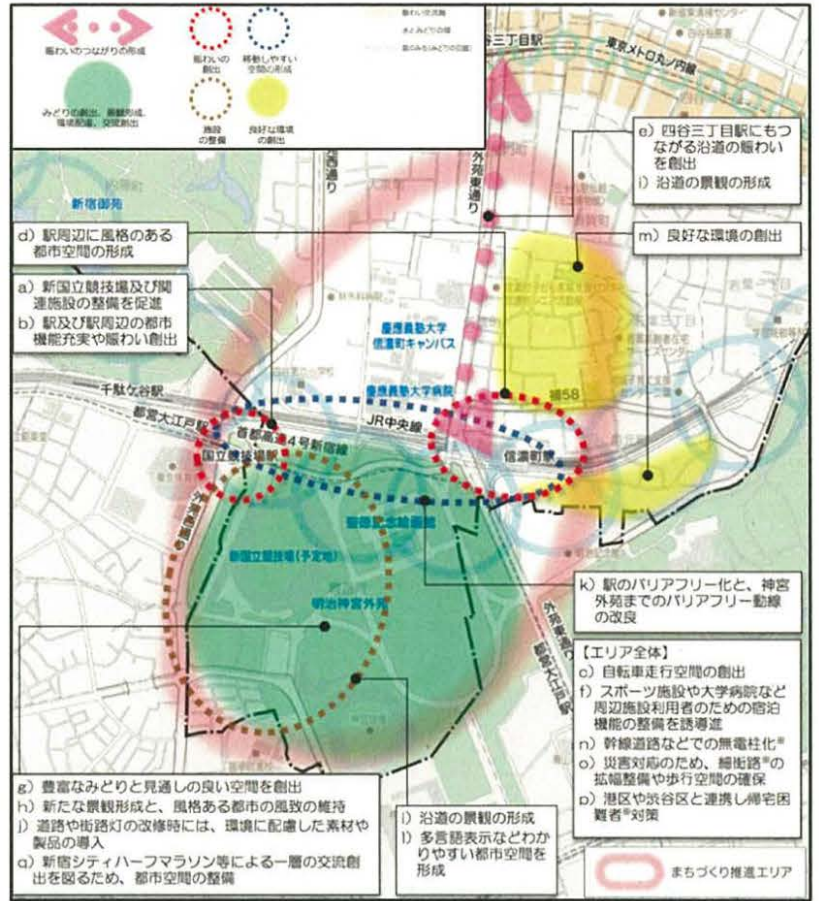 賑わいのつながりの形成
賑わいの
創出
移動しやすい
空間の形成
みどりの創出、景観形成、
環境配慮、交流創出
施設
の整備
良好な環境
の創出
賑わい交流軸
水とみどりの環
四谷三丁目駅
東京メトロ丸ノ内線
外苑西通り
外苑東通り
新宿御苑
e) 四谷三丁目駅にもつ
ながる沿道の賑わい
を創出
i) 沿道の景観の形成
m) 良好な環境の創出
d) 駅周辺に風格のある
都市空間の形成
a) 新国立競技場及び関
連施設の整備を促進
b) 駅及び駅周辺の都市
機能充実や賑わい創出
慶應義塾大学
信濃町キャンパス
慶應義塾大学病院
補58
千駄ケ谷駅
都営大江戸線
首都高速4号新宿線
JR中央線
国立競技場駅
信濃町駅
聖徳記念絵画館
新国立競技場(予定地)
明治神宮外苑
外苑西通り
外苑東通り
都営大江戸線
k) 駅のバリアフリー化と、神宮
外苑までのバリアフリー動線
の改良
【エリア全体】
c) 自転車走行空間の創出
f) スポーツ施設や大学病院など
周辺施設利用者のための宿泊
機能の整備を誘導進
n) 幹線道路などでの無電柱化※
o) 災害対応のため、細街路※の
拡幅整備や歩行空間の確保
p) 港区や渋谷区と連携し帰宅困
難者※対策
g) 豊富なみどりと見通しの良い空間を創出
h) 新たな景観形成と、風格ある都市の風致の維持
j) 道路や街路灯の改修時には、環境に配慮した素材や
製品の導入
q) 新宿シティハーフマラソン等による一層の交流創
出を図るため、都市空間の整備
i) 沿道の景観の形成
l) 多言語表示などわか
りやすい都市空間を
形成
まちづくり推進エリア